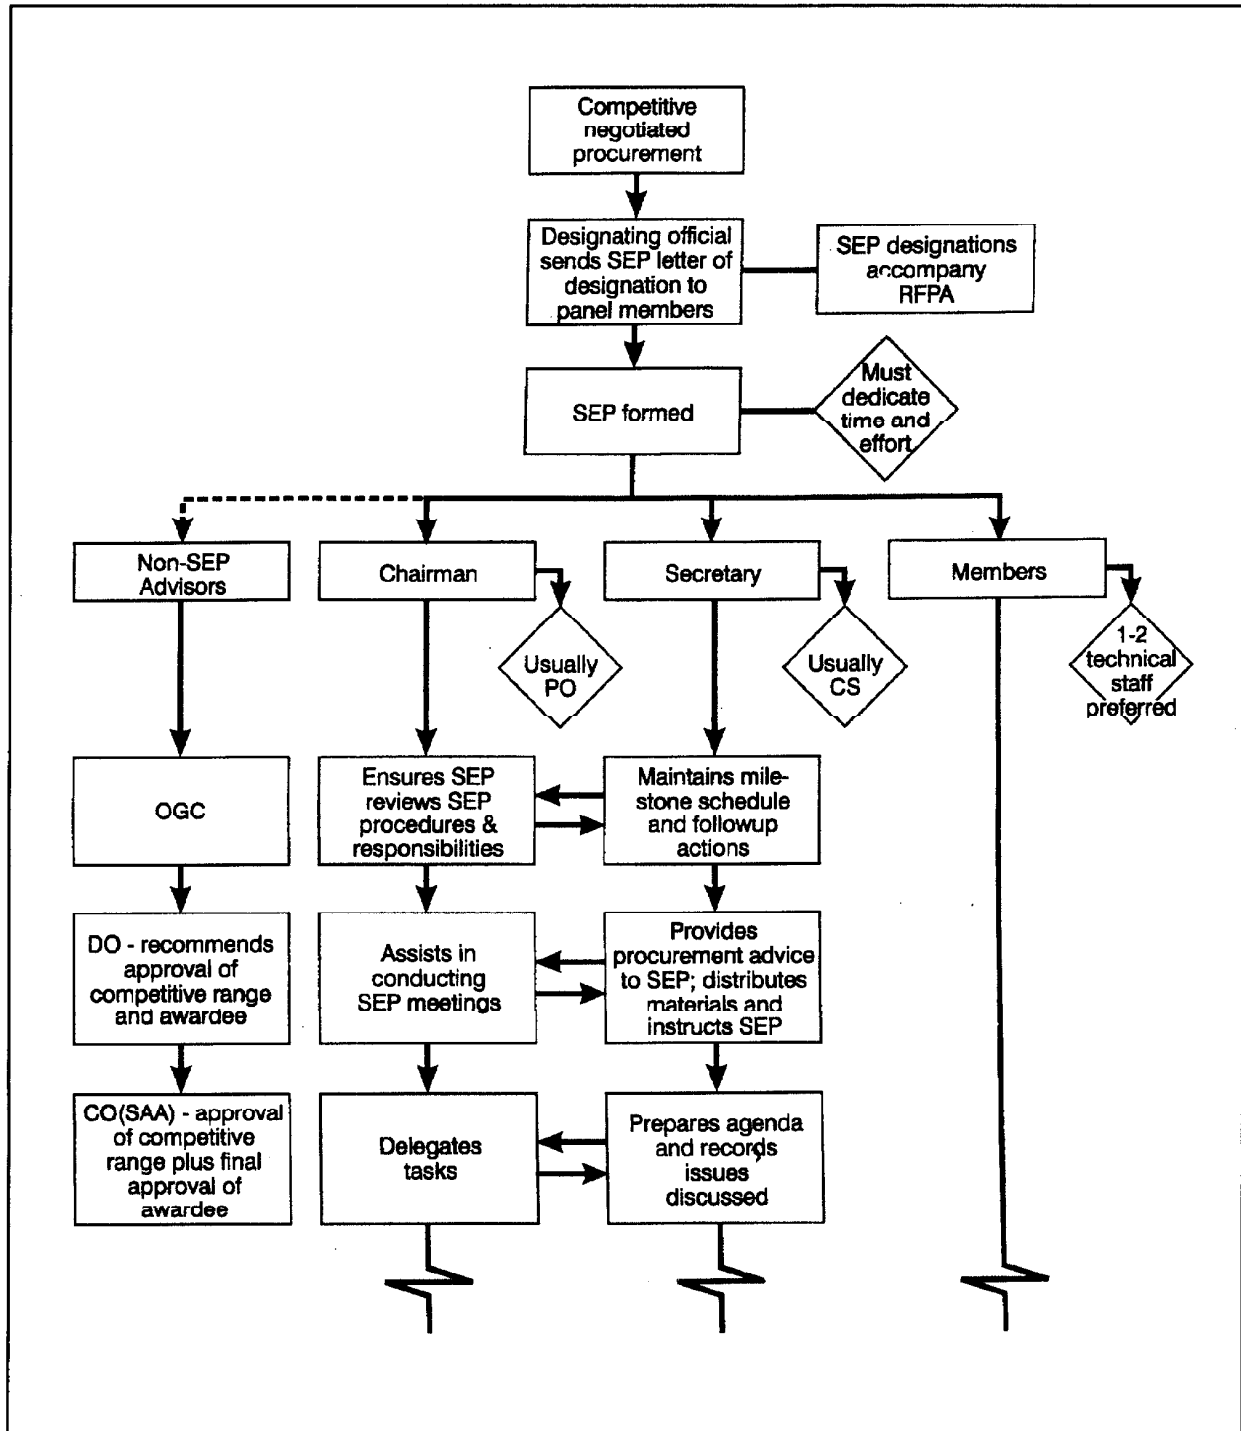 Competitive
negotiated
procurement
Designating official
sends SEP letter of
designation to
panel members
SEP designations
accompany
RFPA
SEP formed
Must
dedicate
time and
effort
Non-SEP
Advisors
Chairman
Secretary
Members
Usually
PO
Usually
CS
1-2
technical
staff
preferred
OGC
Ensures SEP
reviews SEP
procedures &
responsibilities
Maintains mile-
stone schedule
and followup
actions
DO - recommends
approval of
competitive range
and awardee
Assists in
conducting
SEP meetings
Provides
procurement advice
to SEP; distributes
materials and
instructs SEP
CO(SAA) - approval
of competitive
range plus final
approval of
awardee
Delegates
tasks
Prepares agenda
and records
issues
discussed